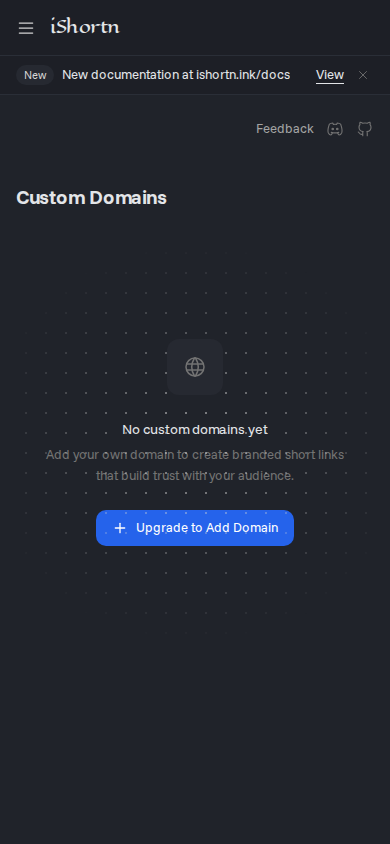 iShortn
New New documentation at ishortn.ink/docs View
Feedback
Custom Domains
No custom domains yet
Add your own domain to create branded short links
that build trust with your audience.
Upgrade to Add Domain